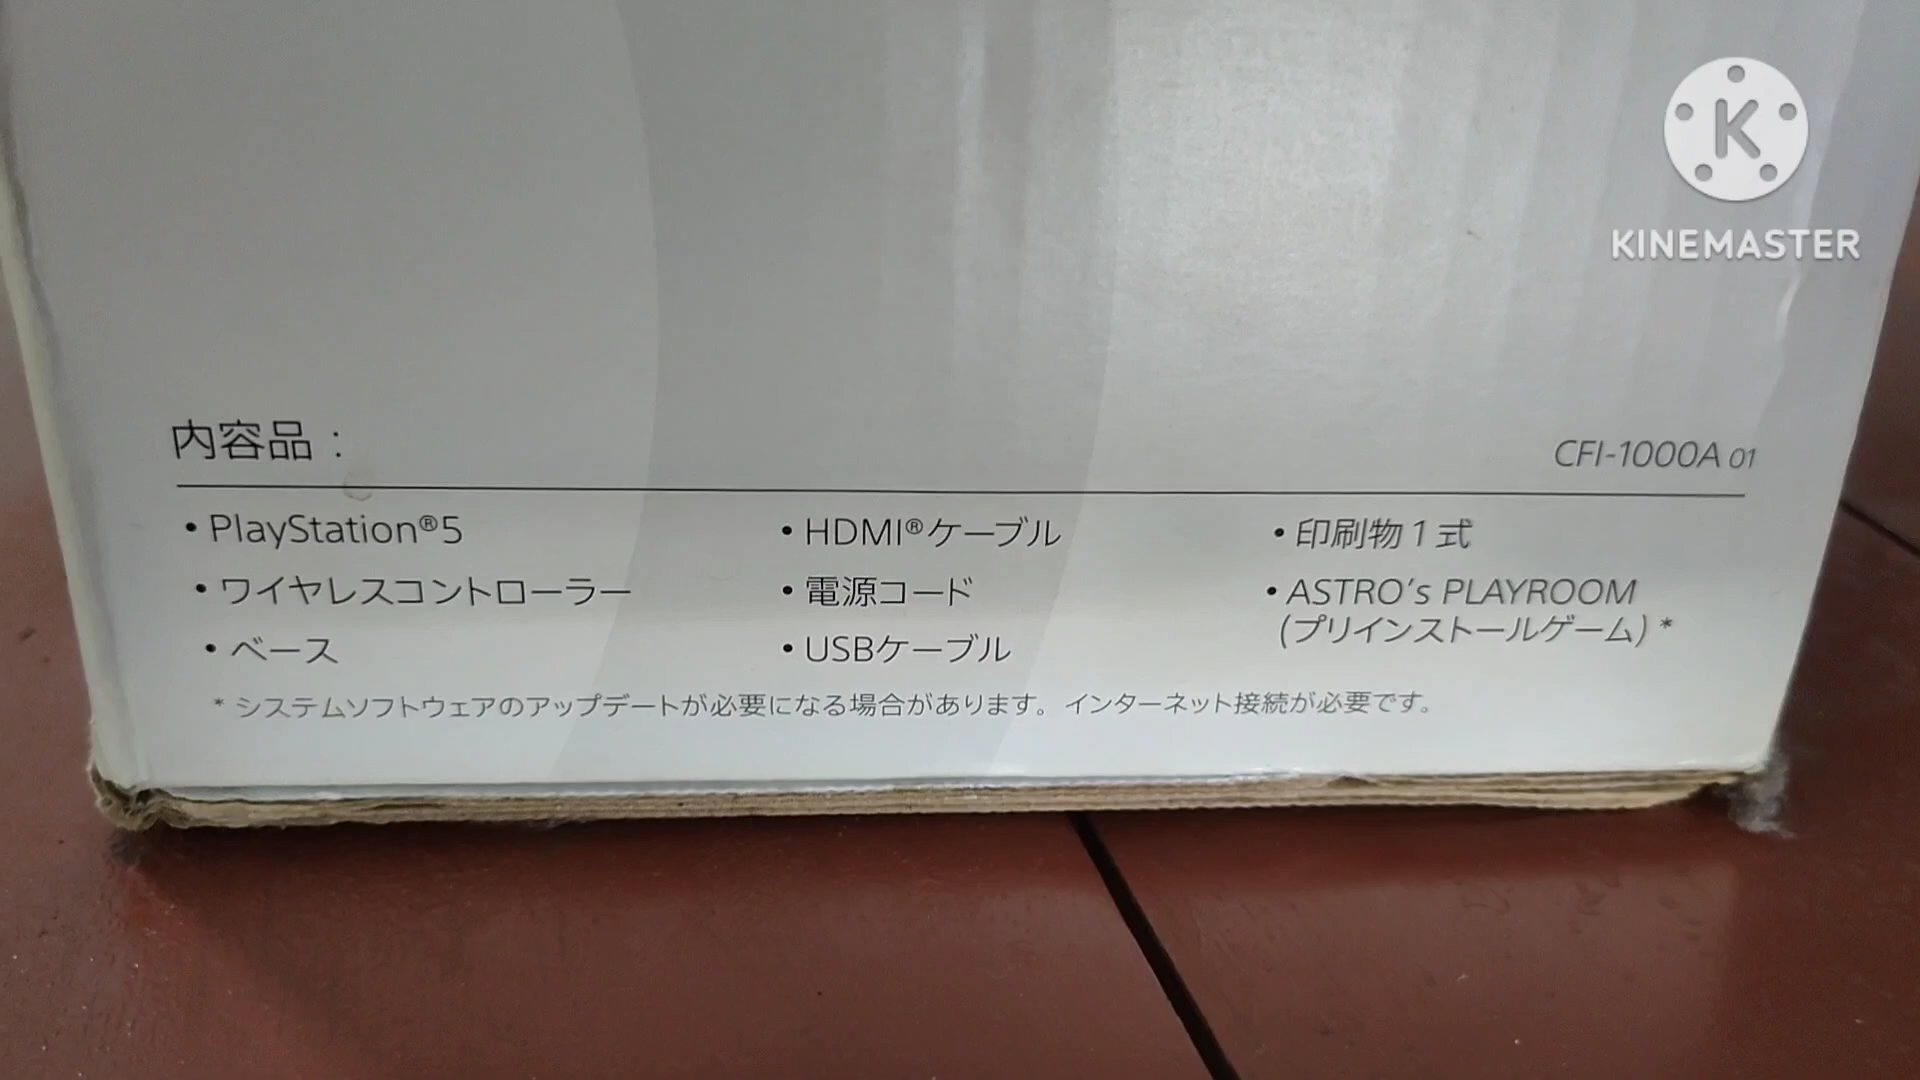 K
KINEMASTER
内容品：
CFI-1000A 01
• PlayStation®5
• ワイヤレスコントローラー
• ベース
• HDMI®ケーブル
• 電源コード
• USBケーブル
• 印刷物1式
• ASTRO's PLAYROOM
(プリインストールゲーム) *
* システムソフトウェアのアップデートが必要になる場合があります。インターネット接続が必要です。